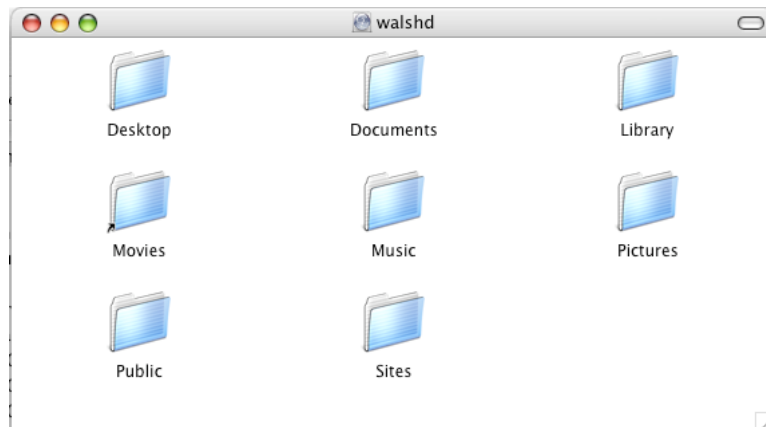 walshd
Desktop Documents Library
Movies Music Pictures
Public Sites